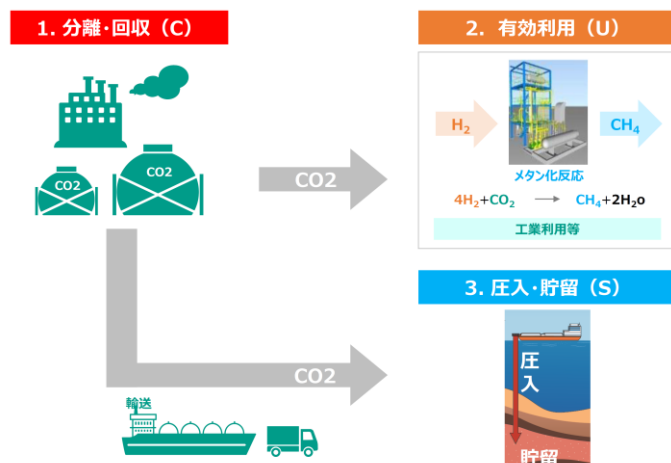 1. 分離・回収（C）
CO2
CO2
CO2
2. 有効利用（U）
H₂
CH₄
メタン化反応
4H₂+CO₂ → CH₄+2H₂o
工業利用等
3. 圧入・貯留（S）
CO2
輸送
圧入
貯留